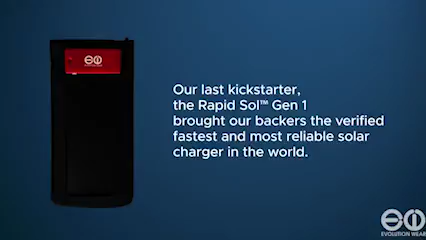 Our last kickstarter,
the Rapid Sol™ Gen 1
brought our backers the verified
fastest and most reliable solar
charger in the world.
EVOLUTION WEAR